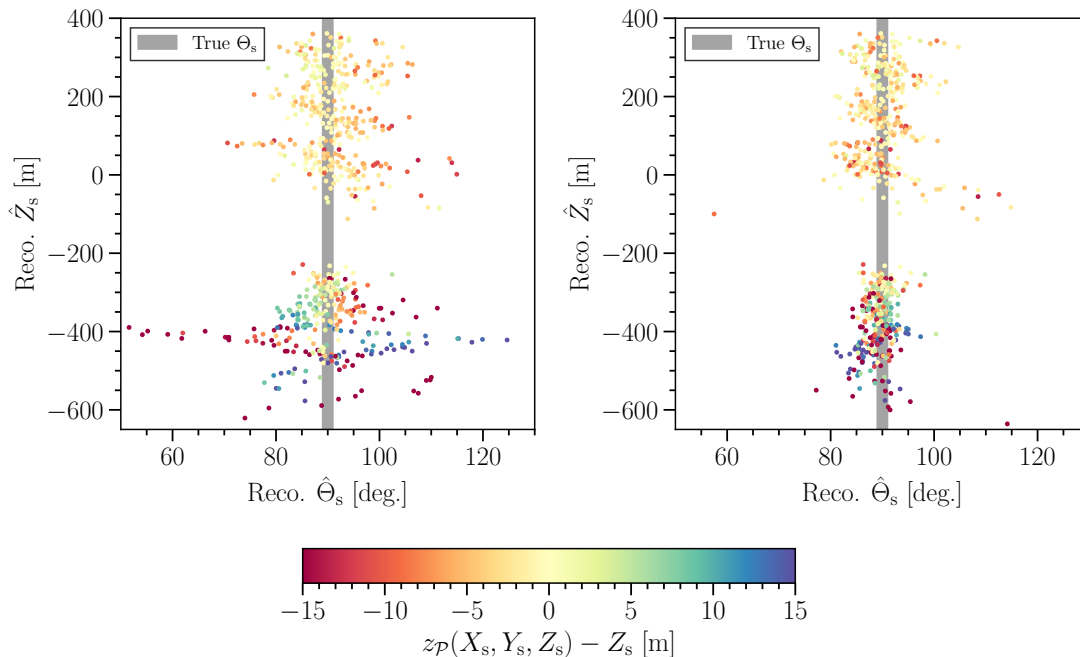 400
200
0
−200
−400
−600
Reco. Ẑₛ [m]
True Θₛ
60
80
100
120
Reco. Θ̂ₛ [deg.]
400
200
0
−200
−400
−600
Reco. Ẑₛ [m]
True Θₛ
60
80
100
120
Reco. Θ̂ₛ [deg.]
−15 −10 −5 0 5 10 15
z𝒫(Xₛ, Yₛ, Zₛ) − Zₛ [m]